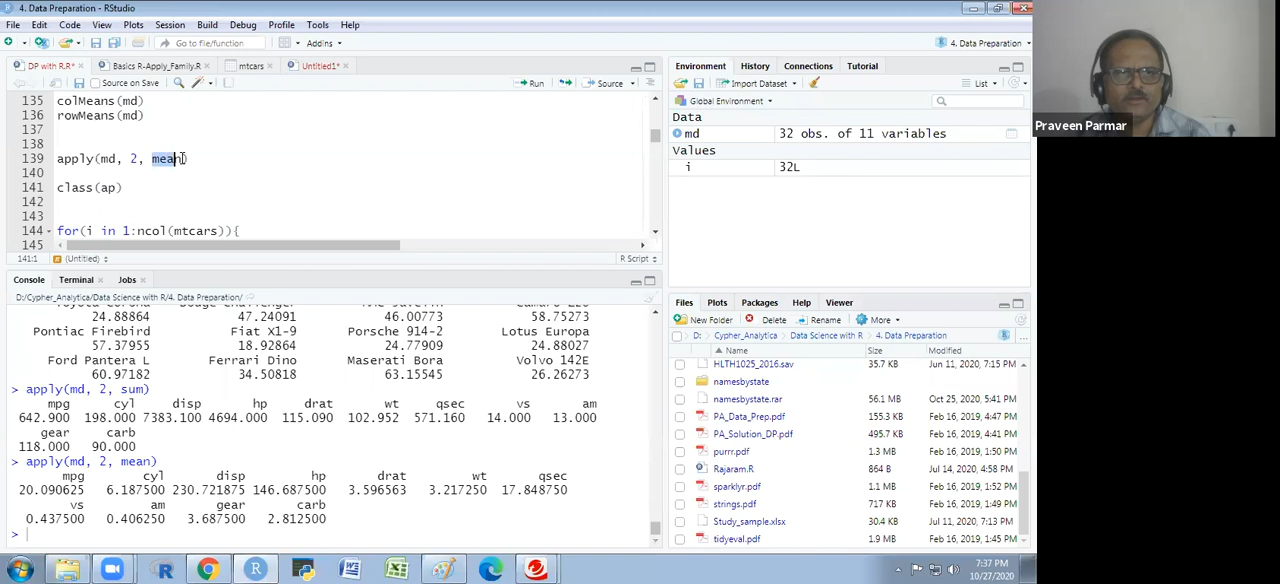 4. Data Preparation - RStudio
File Edit Code View Plots Session Build Debug Profile Tools Help
Go to file/function Addins 4. Data Preparation
DP with R.R* Basics R-Apply_Family.R mtcars Untitled1*
Source on Save Run Source
135 colMeans(md)
136 rowMeans(md)
137
138
139 apply(md, 2, mean)
140
141 class(ap)
142
143
144 for(i in 1:ncol(mtcars)){
145
141:1 (Untitled) R Script
Console Terminal Jobs
D:/Cypher_Analytica/Data Science with R/4. Data Preparation/
24.88864 47.24091 46.00773 58.75273
Pontiac Firebird Fiat X1-9 Porsche 914-2 Lotus Europa
57.37955 18.92864 24.77909 24.88027
Ford Pantera L Ferrari Dino Maserati Bora Volvo 142E
60.97182 34.50818 63.15545 26.26273
> apply(md, 2, sum)
mpg cyl disp hp drat wt qsec vs am
642.900 198.000 7383.100 4694.000 115.090 102.952 571.160 14.000 13.000
gear carb
118.000 90.000
> apply(md, 2, mean)
mpg cyl disp hp drat wt qsec
20.090625 6.187500 230.721875 146.687500 3.596563 3.217250 17.848750
vs am gear carb
0.437500 0.406250 3.687500 2.812500
>
Environment History Connections Tutorial
Import Dataset List
Global Environment
Data
md 32 obs. of 11 variables
Values
i 32L
Files Plots Packages Help Viewer
New Folder Delete Rename More
D: Cypher_Analytica Data Science with R 4. Data Preparation
Name Size Modified
HLTH1025_2016.sav 35.7 KB Jun 11, 2020, 7:15 PM
namesbystate
namesbystate.rar 56.1 MB Oct 25, 2020, 5:41 PM
PA_Data_Prep.pdf 155.3 KB Feb 16, 2019, 4:41 PM
PA_Solution_DP.pdf 495.7 KB Feb 16, 2019, 4:47 PM
purrr.pdf 1.3 MB Feb 16, 2019, 1:50 PM
Rajaram.R 864 B Jul 14, 2020, 4:58 PM
sparklyr.pdf 1.1 MB Feb 16, 2019, 1:52 PM
strings.pdf 717 KB Feb 16, 2019, 1:44 PM
Study_sample.xlsx 30.4 KB Jul 11, 2020, 7:13 PM
tidyeval.pdf 1.9 MB Feb 16, 2019, 1:45 PM
Praveen Parmar
7:37 PM
10/27/2020